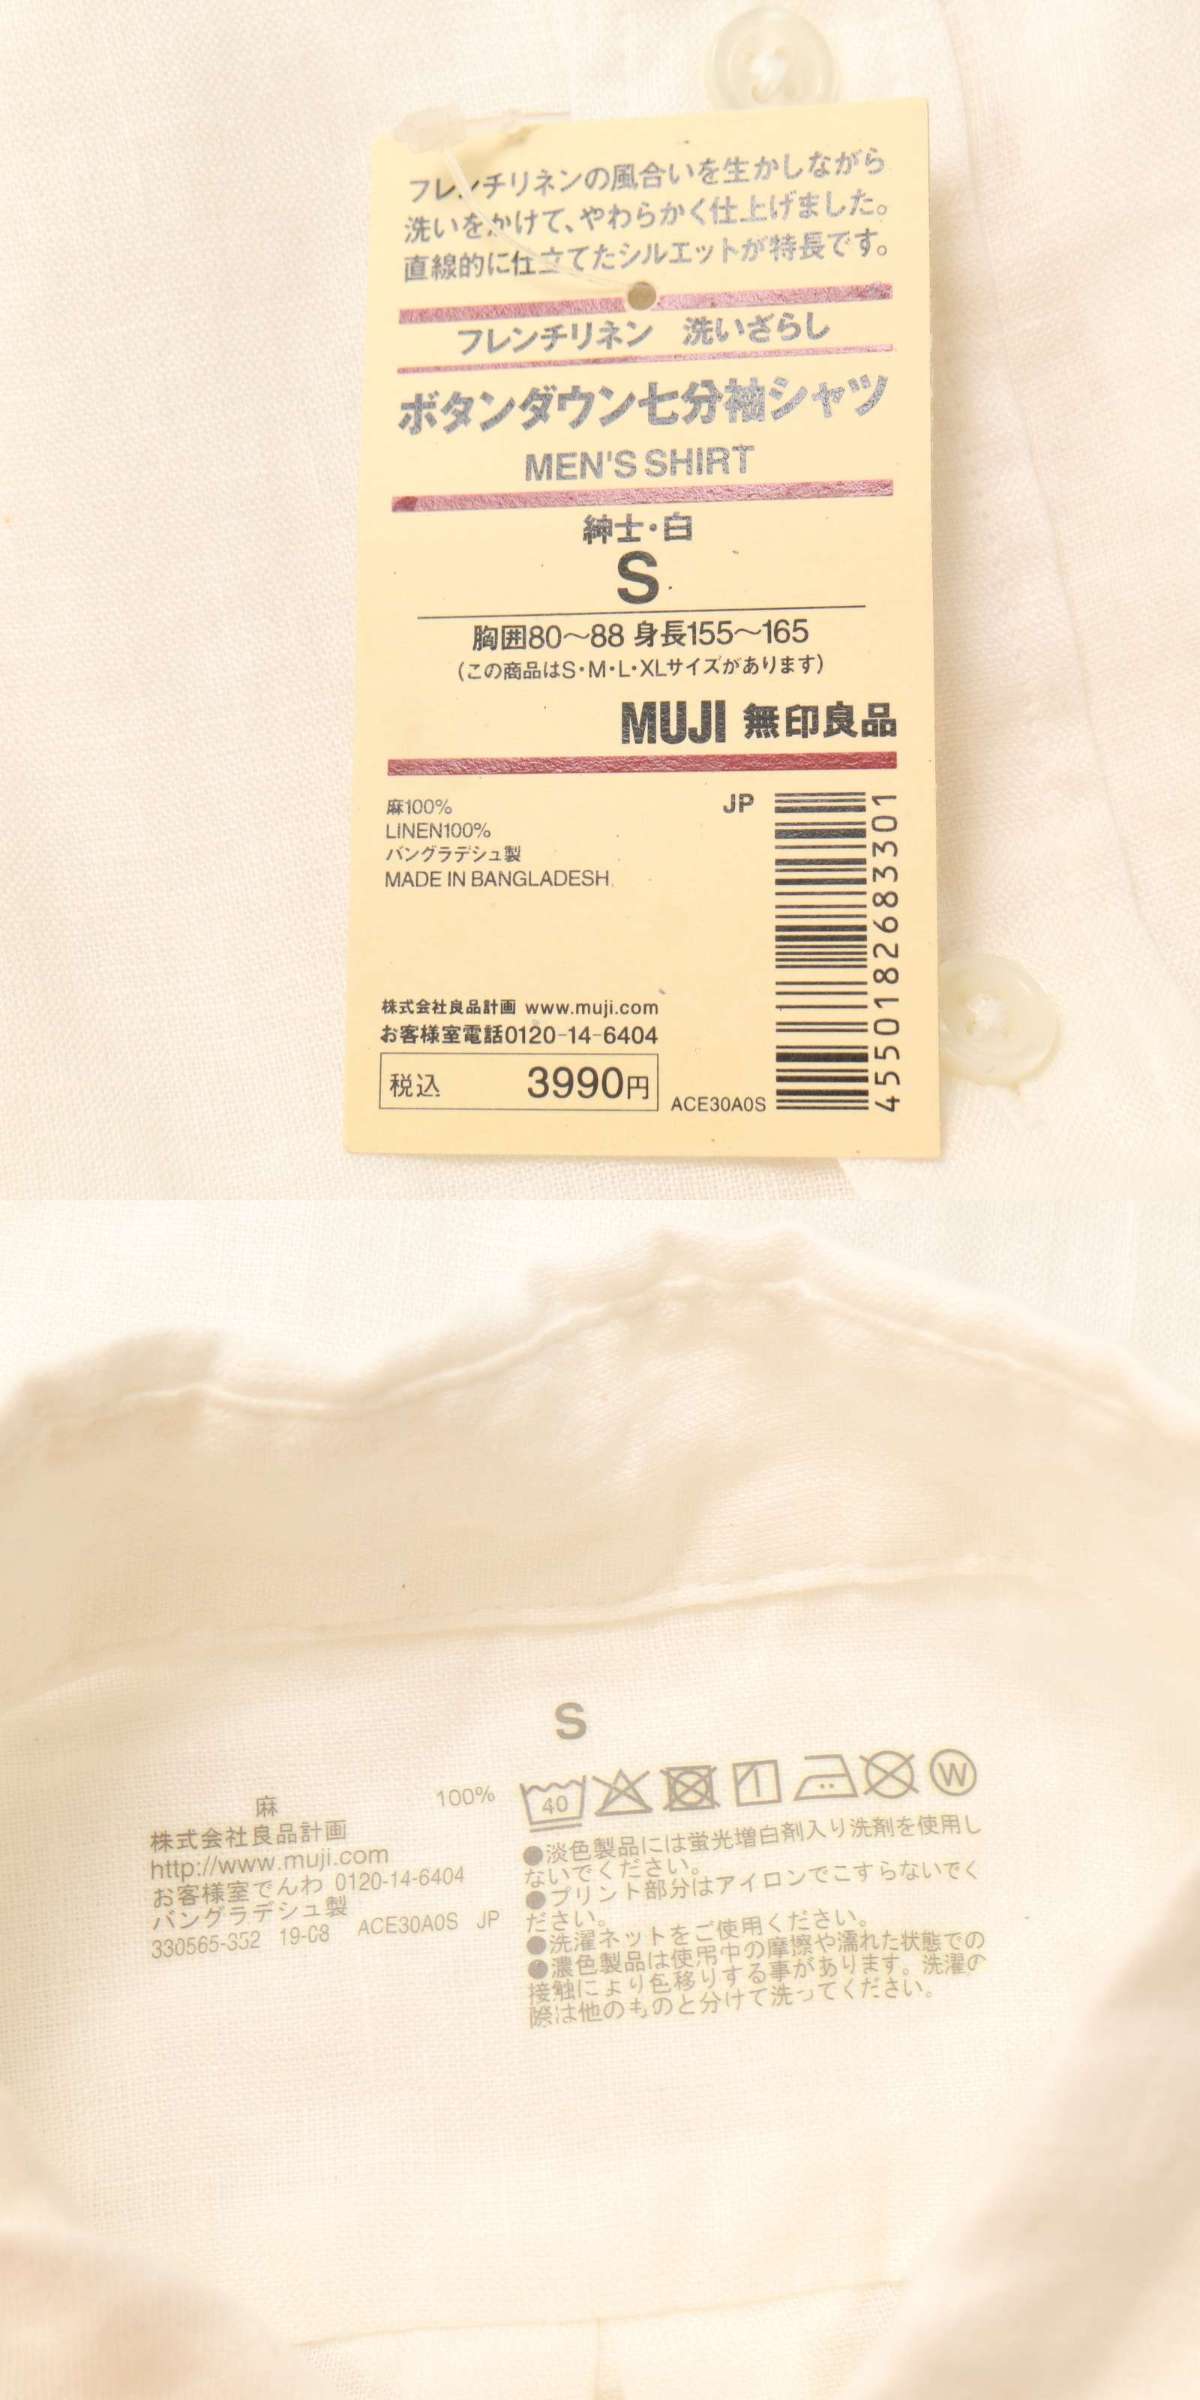 フレンチリネンの風合いを生かしながら
洗いをかけて、やわらかく仕上げました。
直線的に仕立てたシルエットが特長です。
フレンチリネン 洗いざらし
ボタンダウン七分袖シャツ
MEN'S SHIRT
紳士・白
S
胸囲80〜88 身長155〜165
(この商品はS・M・L・XLサイズがあります)
MUJI 無印良品
麻100%
LINEN100%
バングラデシュ製
MADE IN BANGLADESH
JP
4550182683301
株式会社良品計画 www.muji.com
お客様室電話0120-14-6404
税込 3990円
ACE30A0S
S
麻 100%
株式会社良品計画
http://www.muji.com
お客様室でんわ 0120-14-6404
バングラデシュ製
330565-352 19-08 ACE30A0S JP
40
W
●淡色製品には蛍光増白剤入り洗剤を使用し
ないでください。
●プリント部分はアイロンでこすらないでく
ださい。
●洗濯ネットをご使用ください。
●濃色製品は使用中の摩擦や濡れた状態での
接触により色移りする事があります。洗濯の
際は他のものと分けて洗ってください。